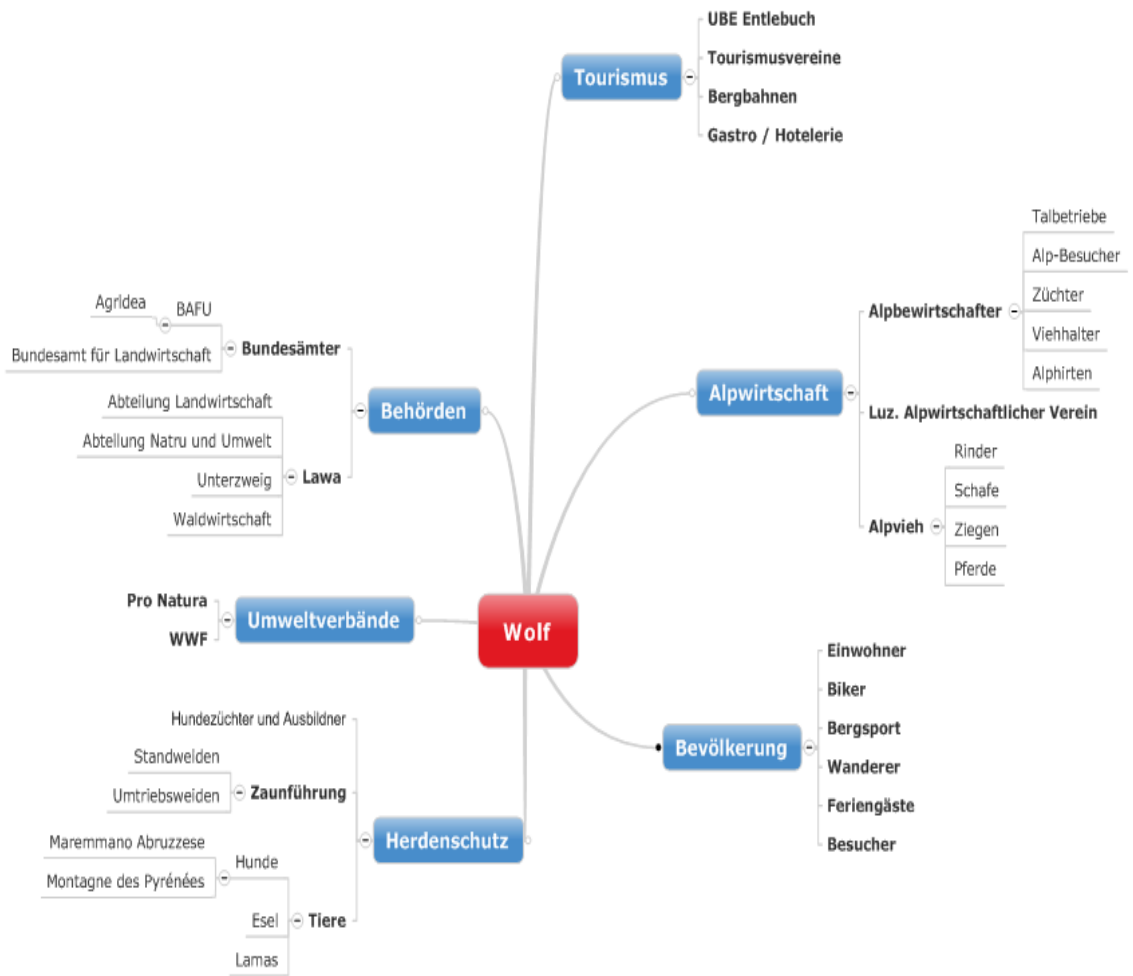 UBE Entlebuch
Tourismus
Tourismusvereine
Bergbahnen
Gastro / Hotelerie
Talbetriebe
Alp-Besucher
Alpbewirtschafter
Züchter
Viehhalter
Alphirten
Alpwirtschaft
Luz. Alpwirtschaftlicher Verein
Rinder
Schafe
Alpvieh
Ziegen
Pferde
AgrIdea
BAFU
Bundesamt für Landwirtschaft
Bundesämter
Behörden
Abteilung Landwirtschaft
Abteilung Natru und Umwelt
Unterzweig
Lawa
Waldwirtschaft
Pro Natura
WWF
Umweltverbände
Wolf
Einwohner
Biker
Bergsport
Bevölkerung
Wanderer
Feriengäste
Besucher
Hundezüchter und Ausbildner
Standweiden
Umtriebsweiden
Zaunführung
Herdenschutz
Maremmano Abruzzese
Montagne des Pyrénées
Hunde
Esel
Tiere
Lamas